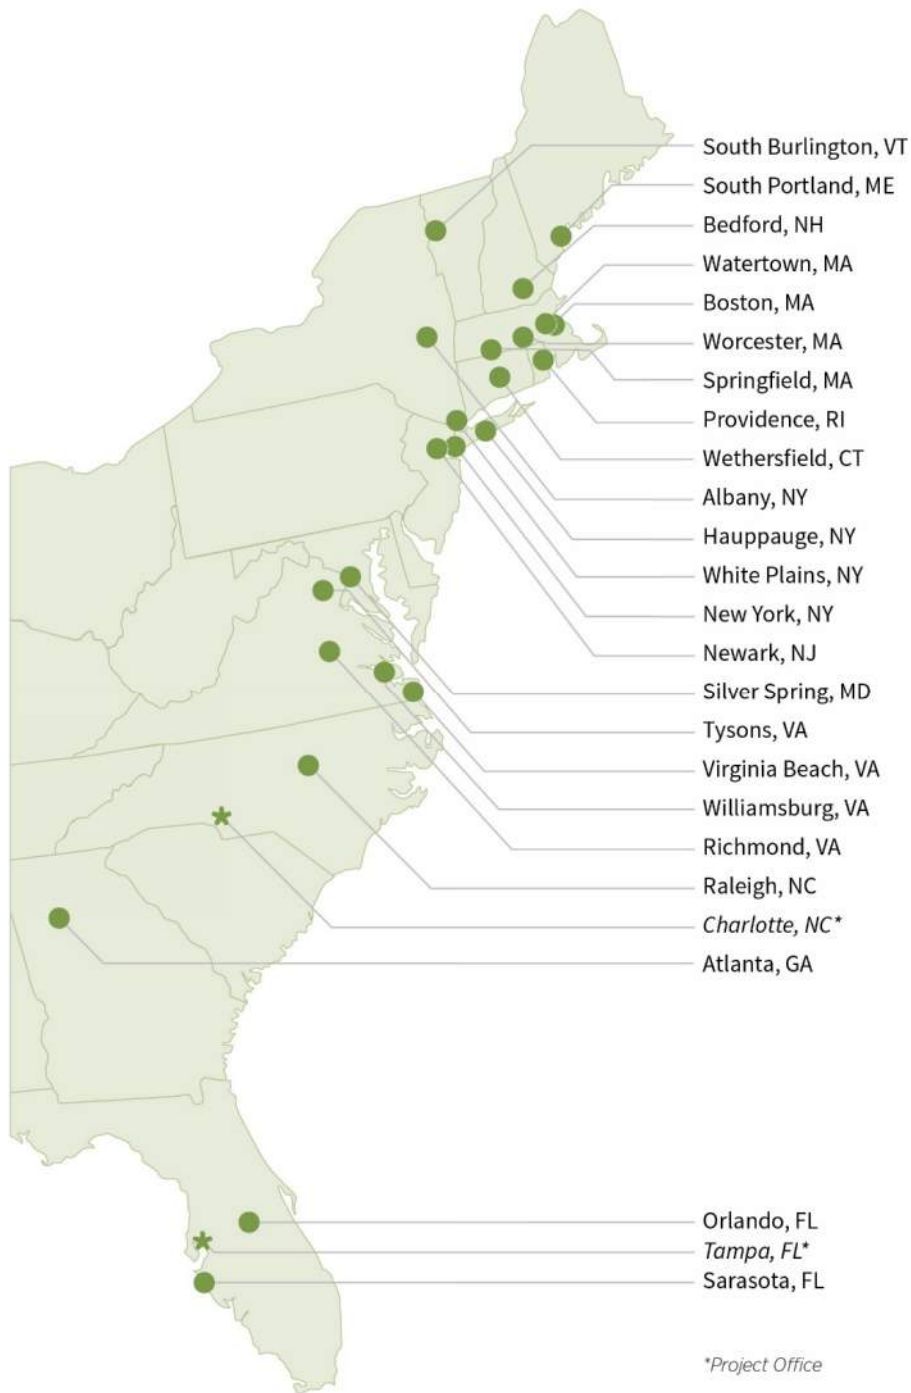 South Burlington, VT
South Portland, ME
Bedford, NH
Watertown, MA
Boston, MA
Worcester, MA
Springfield, MA
Providence, RI
Wethersfield, CT
Albany, NY
Hauppauge, NY
White Plains, NY
New York, NY
Newark, NJ
Silver Spring, MD
Tysons, VA
Virginia Beach, VA
Williamsburg, VA
Richmond, VA
Raleigh, NC
Charlotte, NC*
Atlanta, GA
Orlando, FL
Tampa, FL*
Sarasota, FL
*Project Office